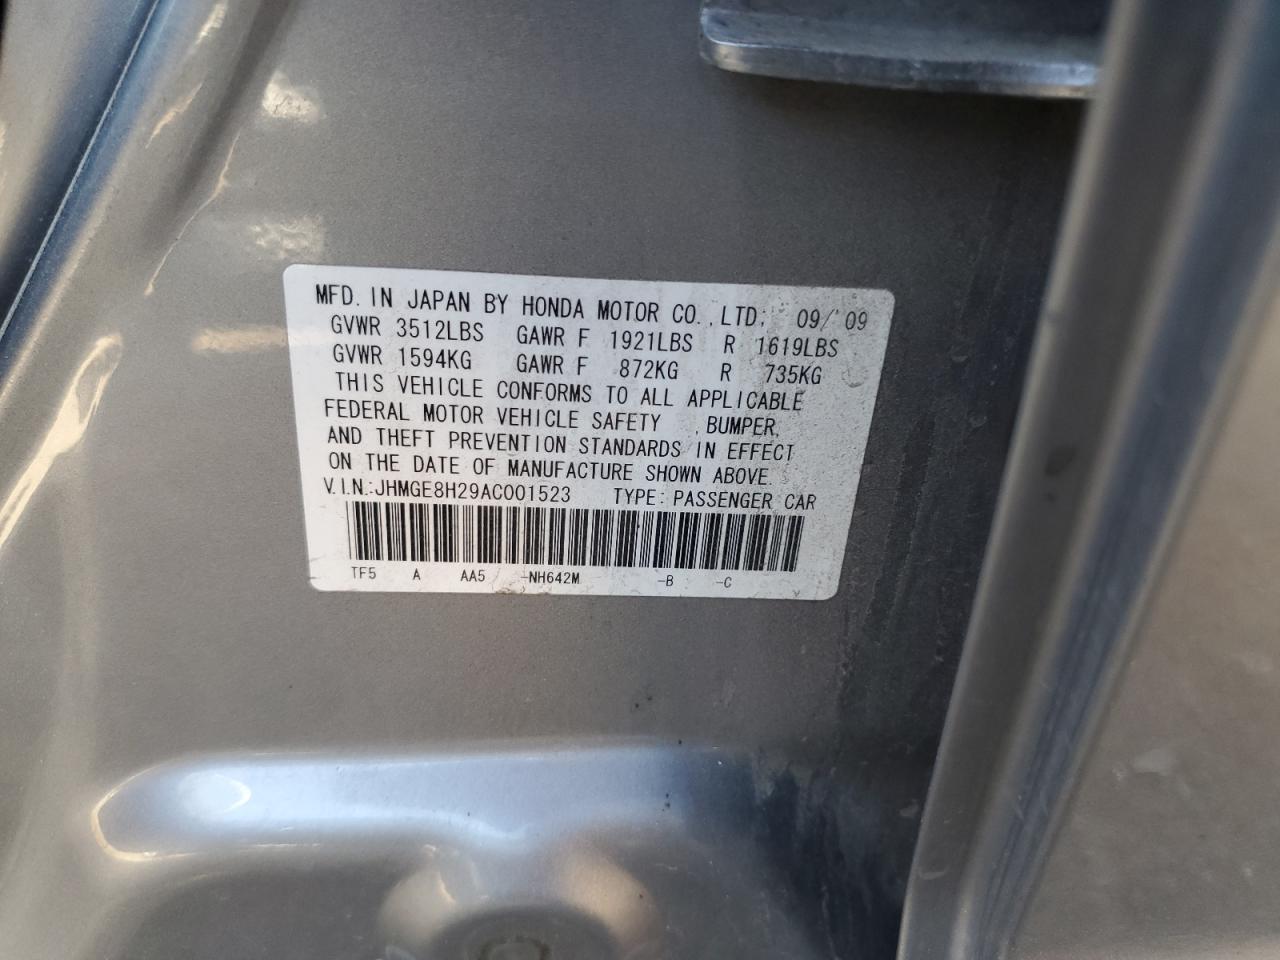 MFD. IN JAPAN BY HONDA MOTOR CO., LTD. 09/'09
GVWR 3512LBS GAWR F 1921LBS R 1619LBS
GVWR 1594KG GAWR F 872KG R 735KG
THIS VEHICLE CONFORMS TO ALL APPLICABLE
FEDERAL MOTOR VEHICLE SAFETY , BUMPER,
AND THEFT PREVENTION STANDARDS IN EFFECT
ON THE DATE OF MANUFACTURE SHOWN ABOVE.
V.I.N.:JHMGE8H29AC001523 TYPE: PASSENGER CAR
TF5 A AA5 -NH642M -B -C